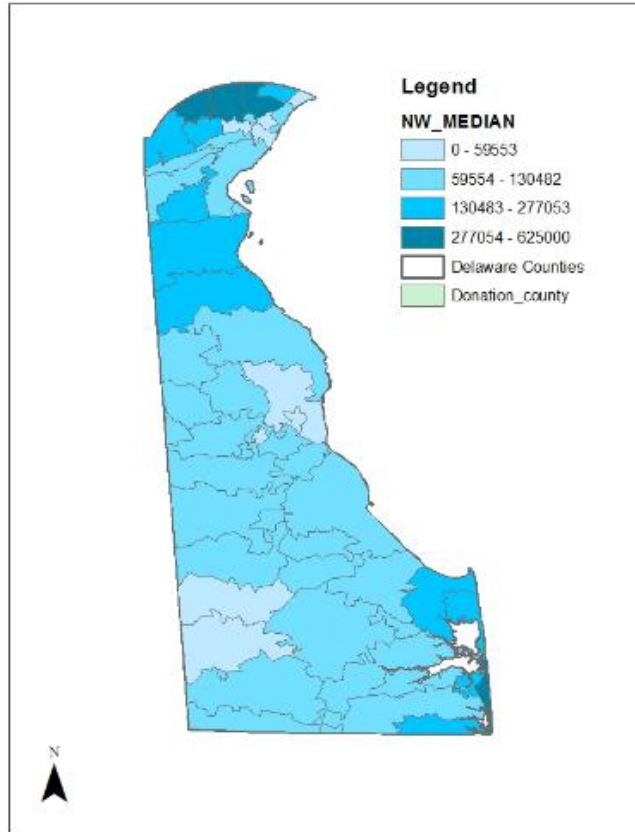 Legend
NW_MEDIAN
0 - 59553
59554 - 130482
130483 - 277053
277054 - 625000
Delaware Counties
Donation_county
N